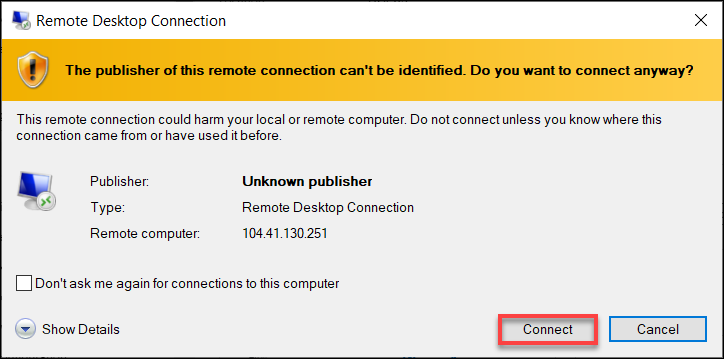 Remote Desktop Connection
The publisher of this remote connection can't be identified. Do you want to connect anyway?
This remote connection could harm your local or remote computer. Do not connect unless you know where this
connection came from or have used it before.
Publisher: Unknown publisher
Type: Remote Desktop Connection
Remote computer: 104.41.130.251
Don't ask me again for connections to this computer
Show Details Connect Cancel